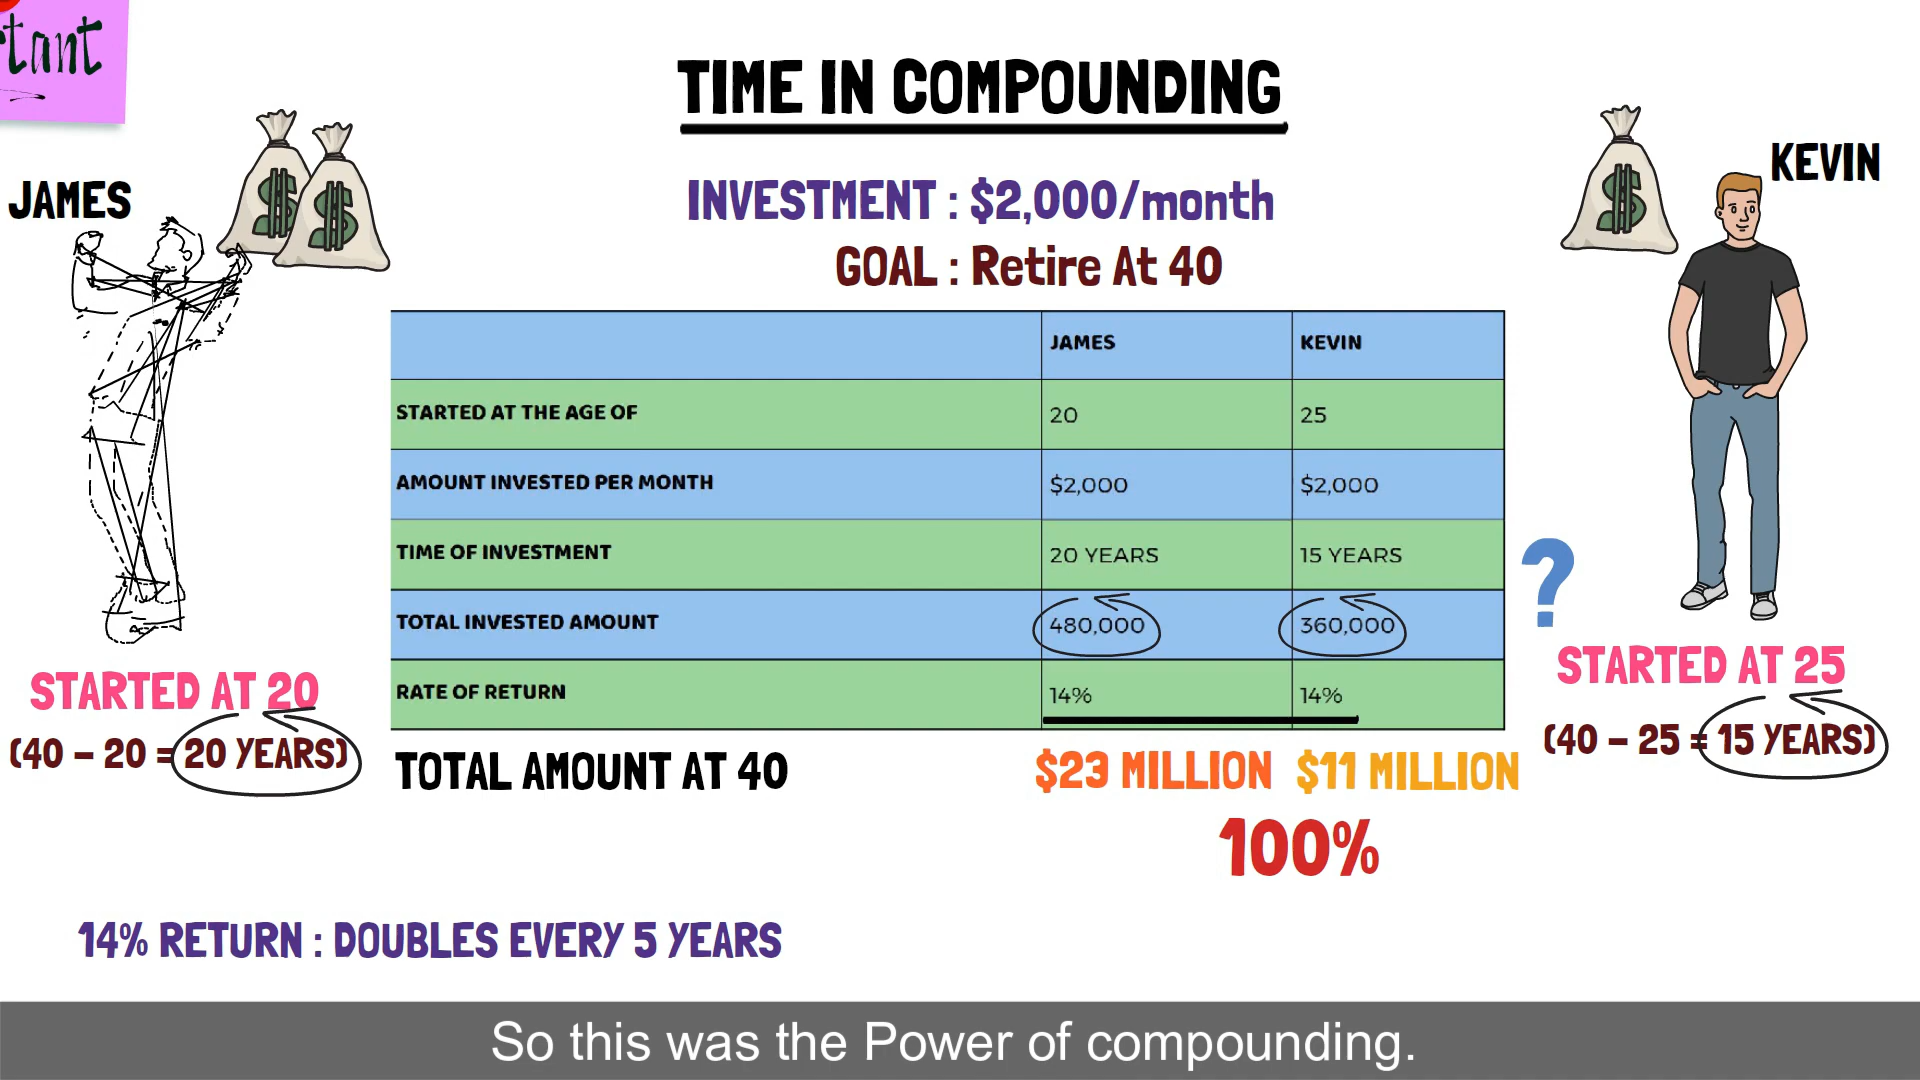 TIME IN COMPOUNDING
JAMES
KEVIN
INVESTMENT : $2,000/month
GOAL : Retire At 40
JAMES KEVIN
STARTED AT THE AGE OF 20 25
AMOUNT INVESTED PER MONTH $2,000 $2,000
TIME OF INVESTMENT 20 YEARS 15 YEARS
TOTAL INVESTED AMOUNT 480,000 360,000
RATE OF RETURN 14% 14%
?
STARTED AT 20
(40 – 20 = 20 YEARS)
STARTED AT 25
(40 – 25 = 15 YEARS)
TOTAL AMOUNT AT 40 $23 MILLION $11 MILLION
100%
14% RETURN : DOUBLES EVERY 5 YEARS
So this was the Power of compounding.